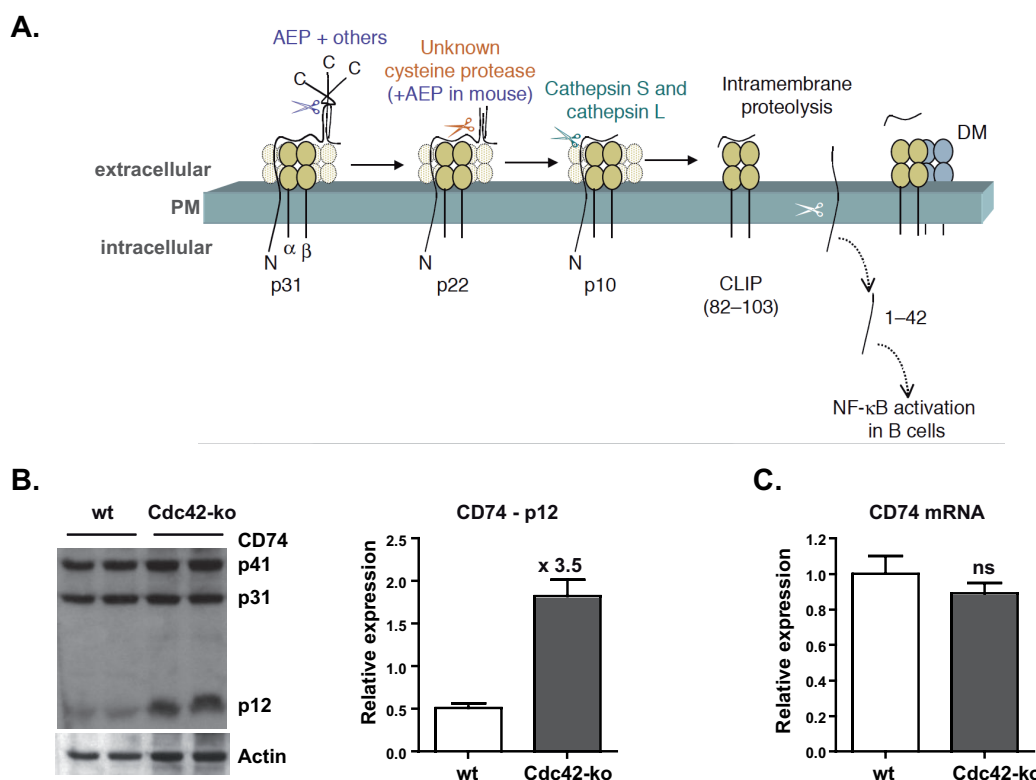 A.
AEP + others
C
C
C
Unknown
cysteine protease
(+AEP in mouse)
Cathepsin S and
cathepsin L
Intramembrane
proteolysis
DM
extracellular
PM
intracellular
α β
N
N
N
p31
p22
p10
CLIP
(82–103)
1–42
NF-κB activation
in B cells
B.
wt Cdc42-ko
CD74
p41
p31
p12
Actin
CD74 - p12
Relative expression
2.5
2.0
1.5
1.0
0.5
0.0
x 3.5
wt
Cdc42-ko
C.
CD74 mRNA
Relative expression
1.2
1.0
0.8
0.6
0.4
0.2
0.0
ns
wt
Cdc42-ko